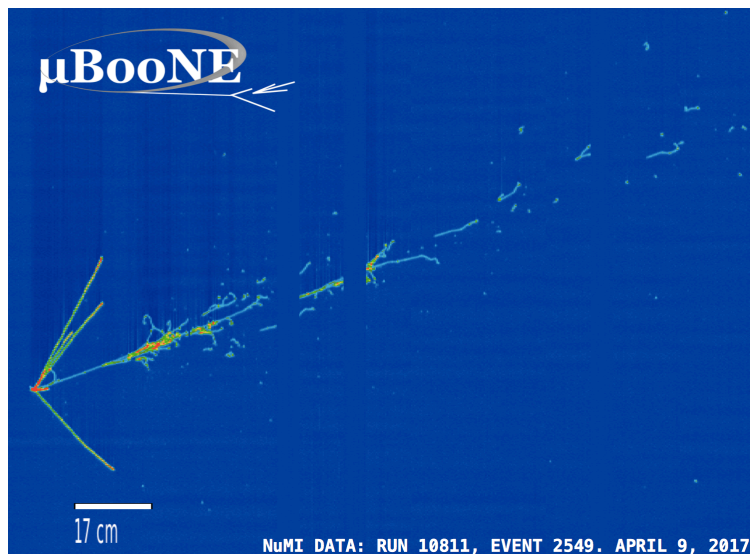 µBooNE
17 cm
NuMI DATA: RUN 10811, EVENT 2549. APRIL 9, 2017